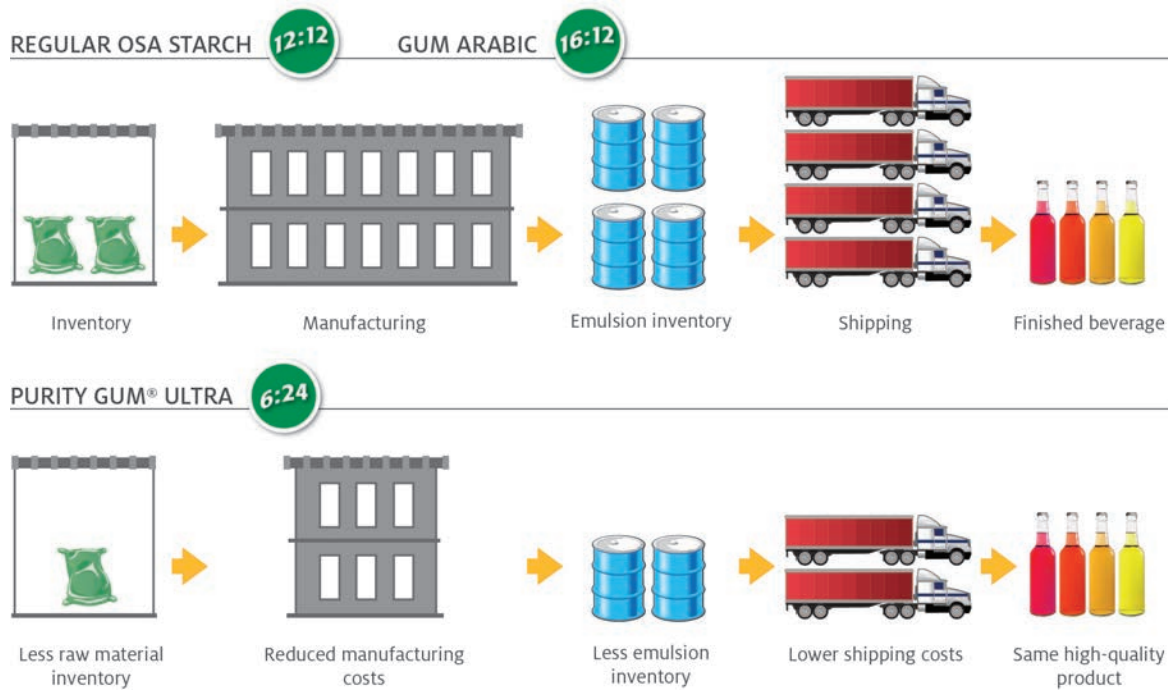 REGULAR OSA STARCH 12:12 GUM ARABIC 16:12
Inventory Manufacturing Emulsion inventory Shipping Finished beverage
PURITY GUM® ULTRA 6:24
Less raw material Reduced manufacturing Less emulsion Lower shipping costs Same high-quality
inventory costs inventory product